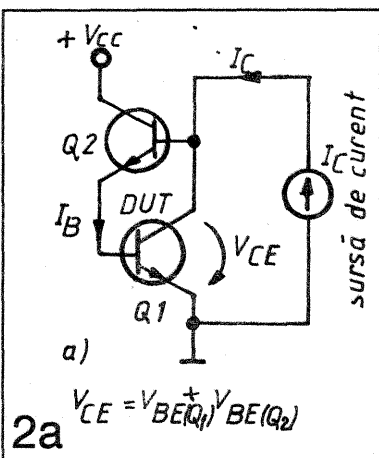 + Vcc
IC
Q2
IC
DUT
IB
VCE
sursă de curent
Q1
a)
VCE = VBE(Q1) + VBE(Q2)
2a